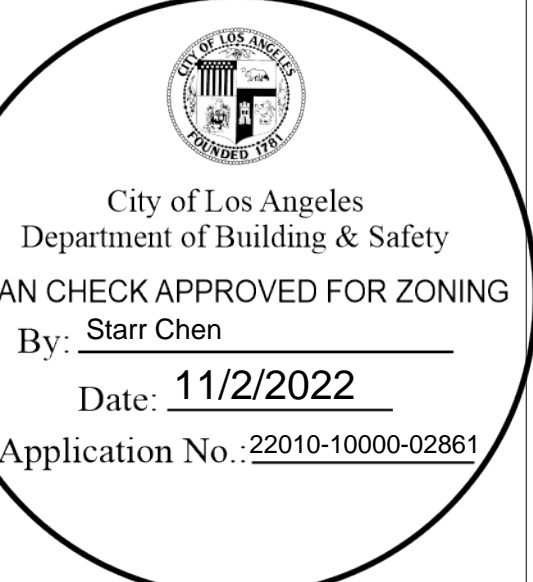 CITY OF LOS ANGELES
FOUNDED 1781
City of Los Angeles
Department of Building & Safety
AN CHECK APPROVED FOR ZONING
By: Starr Chen
Date: 11/2/2022
Application No.: 22010-10000-02861